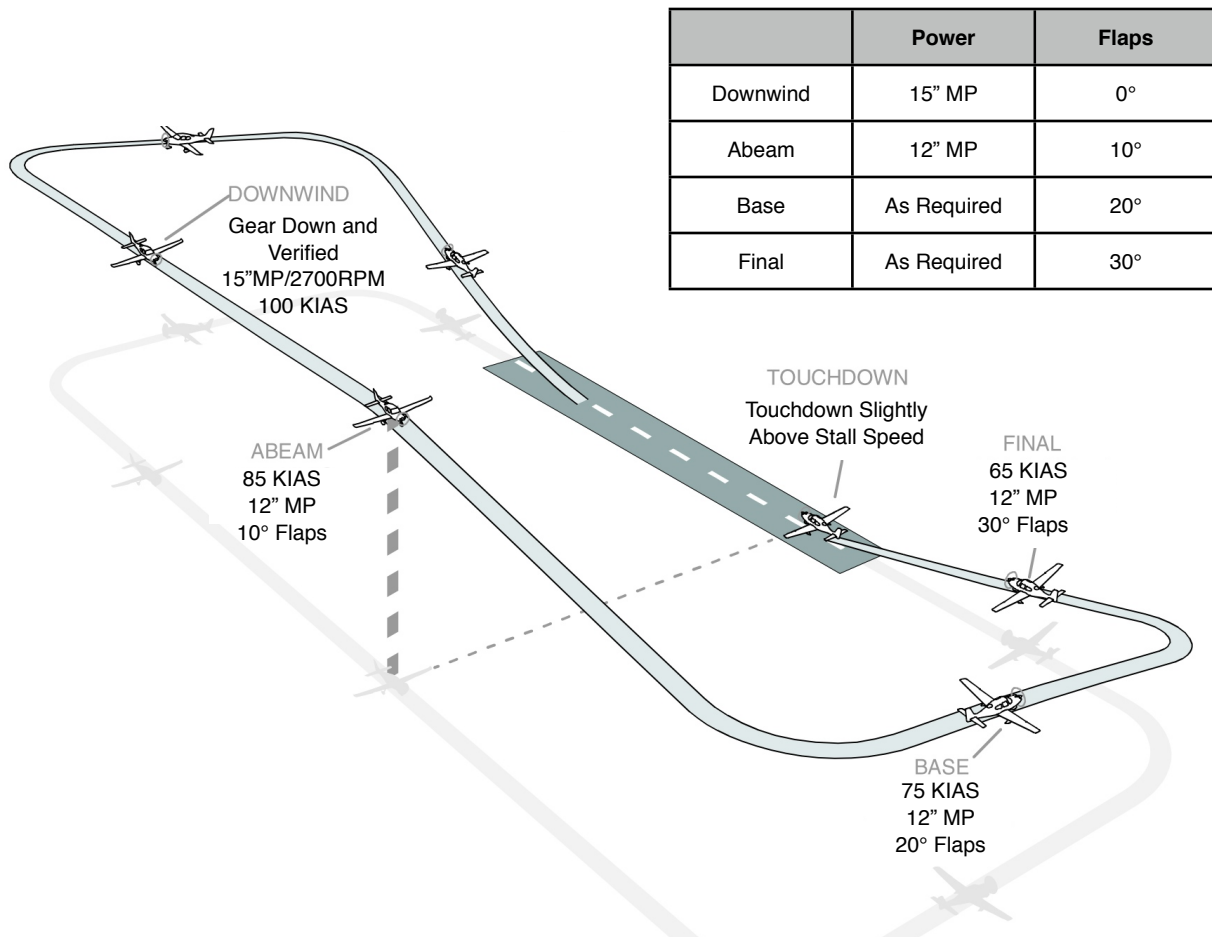 Power Flaps
Downwind 15” MP 0°
Abeam 12” MP 10°
Base As Required 20°
Final As Required 30°
DOWNWIND
Gear Down and
Verified
15”MP/2700RPM
100 KIAS
ABEAM
85 KIAS
12” MP
10° Flaps
TOUCHDOWN
Touchdown Slightly
Above Stall Speed
FINAL
65 KIAS
12” MP
30° Flaps
BASE
75 KIAS
12” MP
20° Flaps